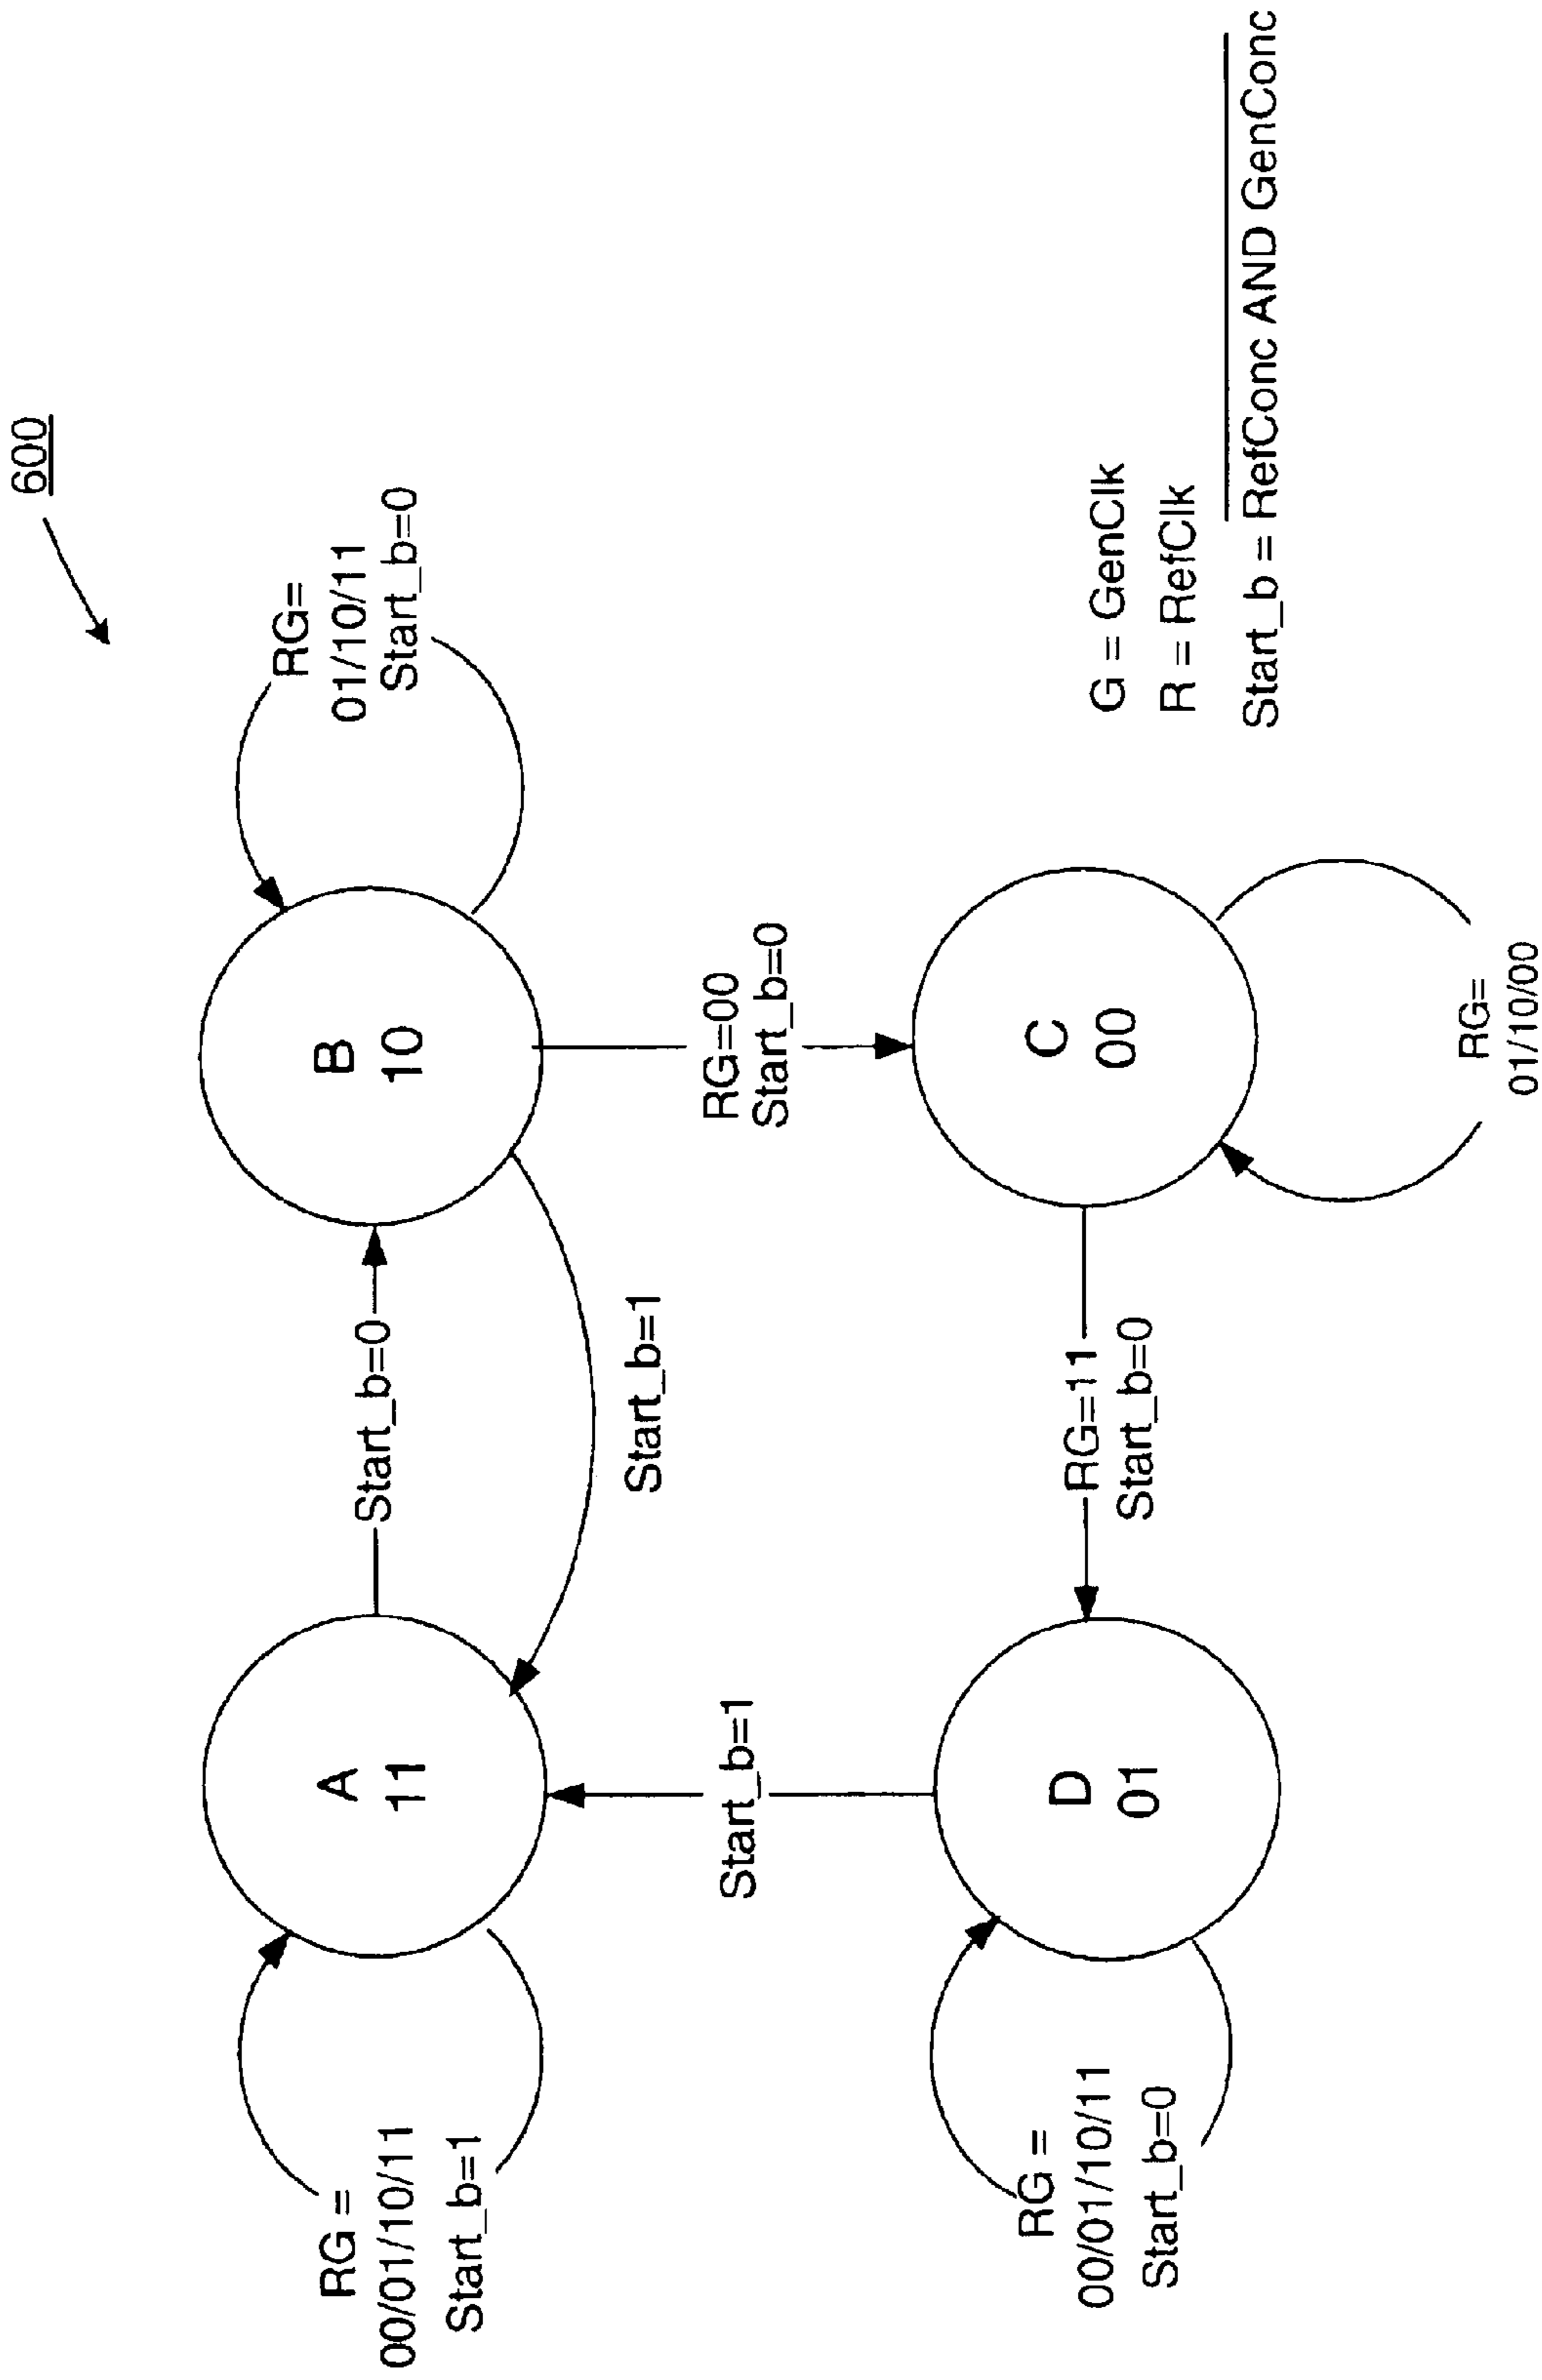 600
RG =
00/01/10/11
Start_b=1
A
11
Start_b=0
B
10
RG=
01/10/11
Start_b=0
Start_b=1
Start_b=1
RG=00
Start_b=0
RG =
00/01/10/11
Start_b=0
D
01
RG=11
Start_b=0
C
00
RG=
01/10/00
G = GenClk
R = RefClk
Start_b = RefConc AND GenConc